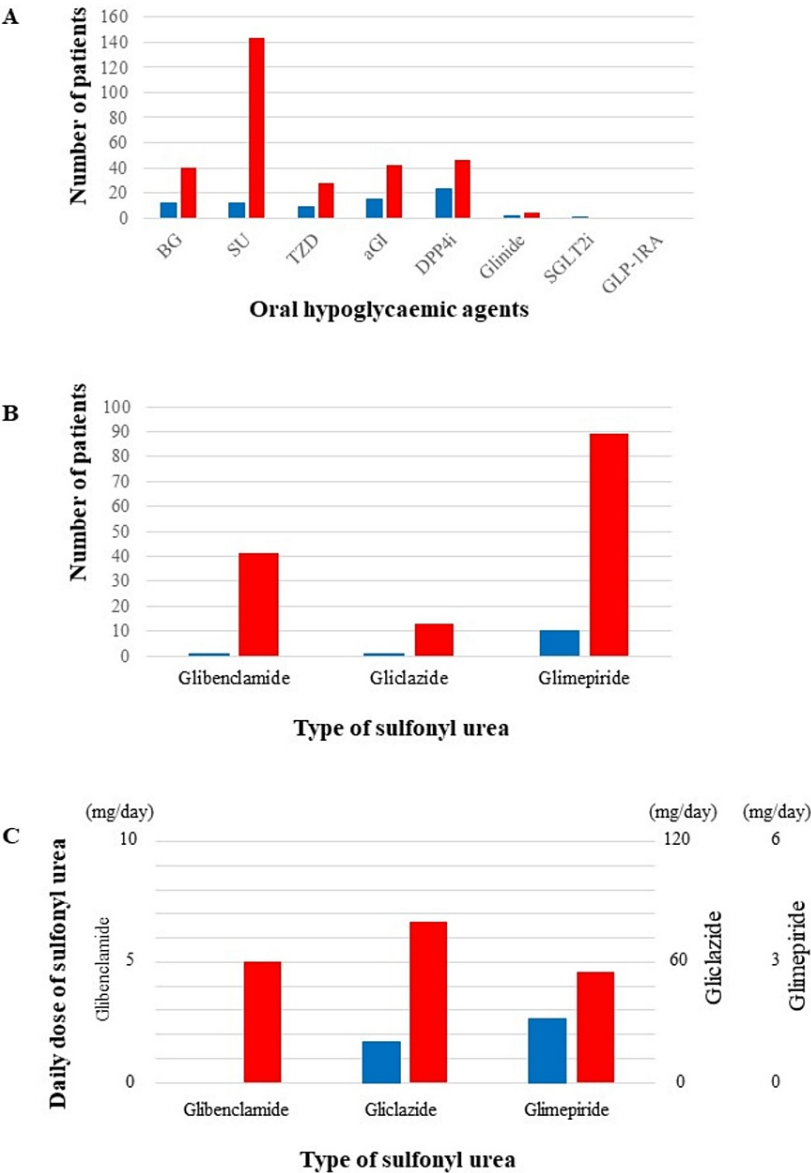 A
Number of patients
160
140
120
100
80
60
40
20
0
BG
SU
TZD
aGI
DPP4i
Glinide
SGLT2i
GLP-1RA
Oral hypoglycaemic agents
B
Number of patients
100
90
80
70
60
50
40
30
20
10
0
Glibenclamide
Gliclazide
Glimepiride
Type of sulfonyl urea
C
Daily dose of sulfonyl urea
(mg/day)
Glibenclamide
10
5
0
(mg/day)
120
60
0
Gliclazide
(mg/day)
6
3
0
Glimepiride
Glibenclamide
Gliclazide
Glimepiride
Type of sulfonyl urea